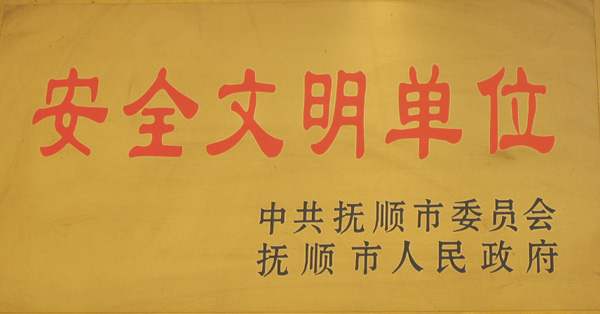 安全文明单位
中共抚顺市委员会
抚顺市人民政府